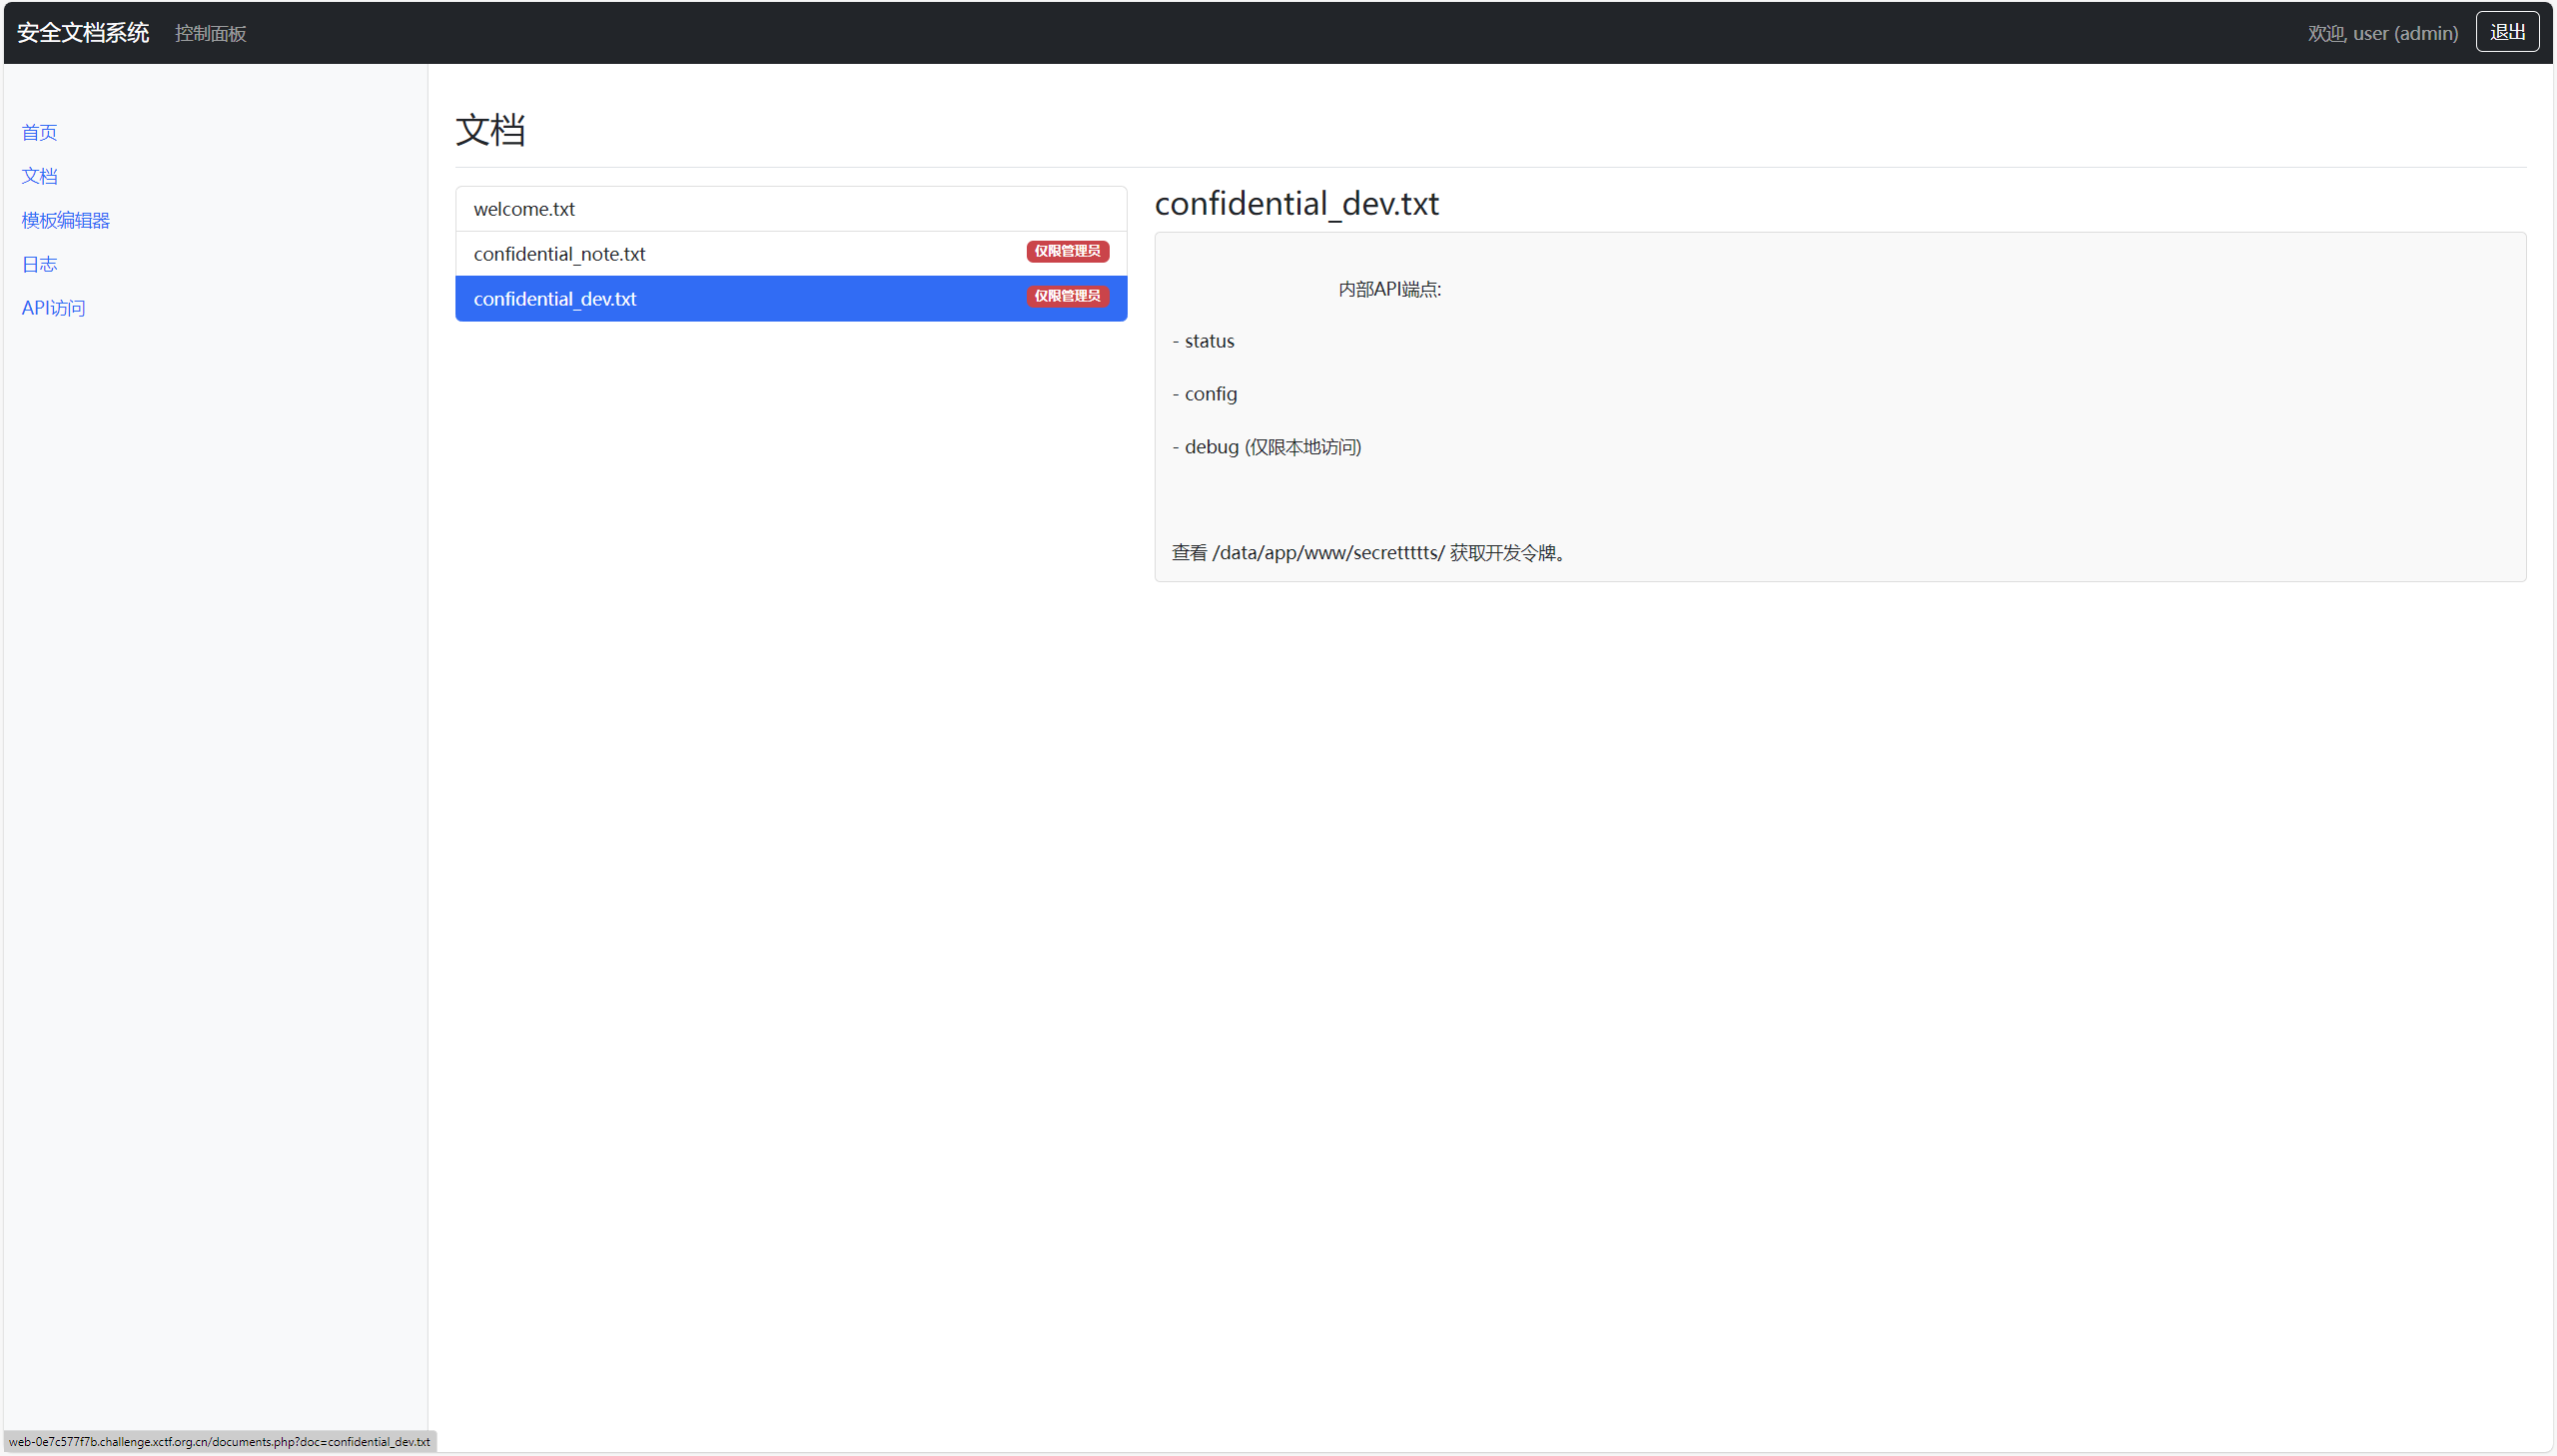 安全文档系统 控制面板 欢迎, user (admin) 退出
首页
文档
模板编辑器
日志
API访问
文档
welcome.txt
confidential_note.txt 仅限管理员
confidential_dev.txt 仅限管理员
confidential_dev.txt
内部API端点:
- status
- config
- debug (仅限本地访问)
查看 /data/app/www/secrettttts/ 获取开发令牌。
web-0e7c577f7b.challenge.xctf.org.cn/documents.php?doc=confidential_dev.txt